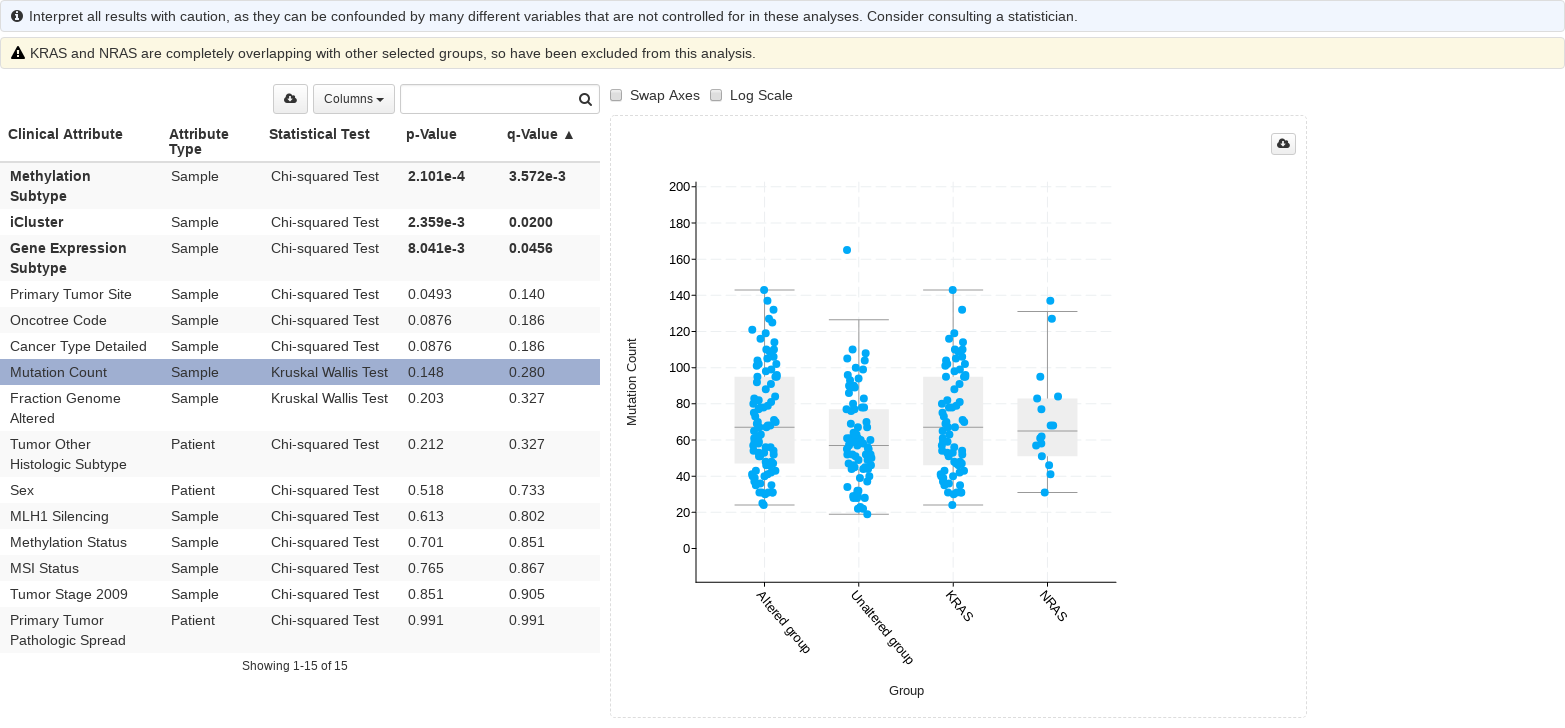 Interpret all results with caution, as they can be confounded by many different variables that are not controlled for in these analyses. Consider consulting a statistician.
KRAS and NRAS are completely overlapping with other selected groups, so have been excluded from this analysis.
Columns
Clinical Attribute Attribute Type Statistical Test p-Value q-Value ▲
Methylation Subtype Sample Chi-squared Test 2.101e-4 3.572e-3
iCluster Sample Chi-squared Test 2.359e-3 0.0200
Gene Expression Subtype Sample Chi-squared Test 8.041e-3 0.0456
Primary Tumor Site Sample Chi-squared Test 0.0493 0.140
Oncotree Code Sample Chi-squared Test 0.0876 0.186
Cancer Type Detailed Sample Chi-squared Test 0.0876 0.186
Mutation Count Sample Kruskal Wallis Test 0.148 0.280
Fraction Genome Altered Sample Kruskal Wallis Test 0.203 0.327
Tumor Other Histologic Subtype Patient Chi-squared Test 0.212 0.327
Sex Patient Chi-squared Test 0.518 0.733
MLH1 Silencing Sample Chi-squared Test 0.613 0.802
Methylation Status Sample Chi-squared Test 0.701 0.851
MSI Status Sample Chi-squared Test 0.765 0.867
Tumor Stage 2009 Sample Chi-squared Test 0.851 0.905
Primary Tumor Pathologic Spread Patient Chi-squared Test 0.991 0.991
Showing 1-15 of 15
Swap Axes Log Scale
200
180
160
140
120
100
80
60
40
20
0
Mutation Count
Altered group
Unaltered group
KRAS
NRAS
Group